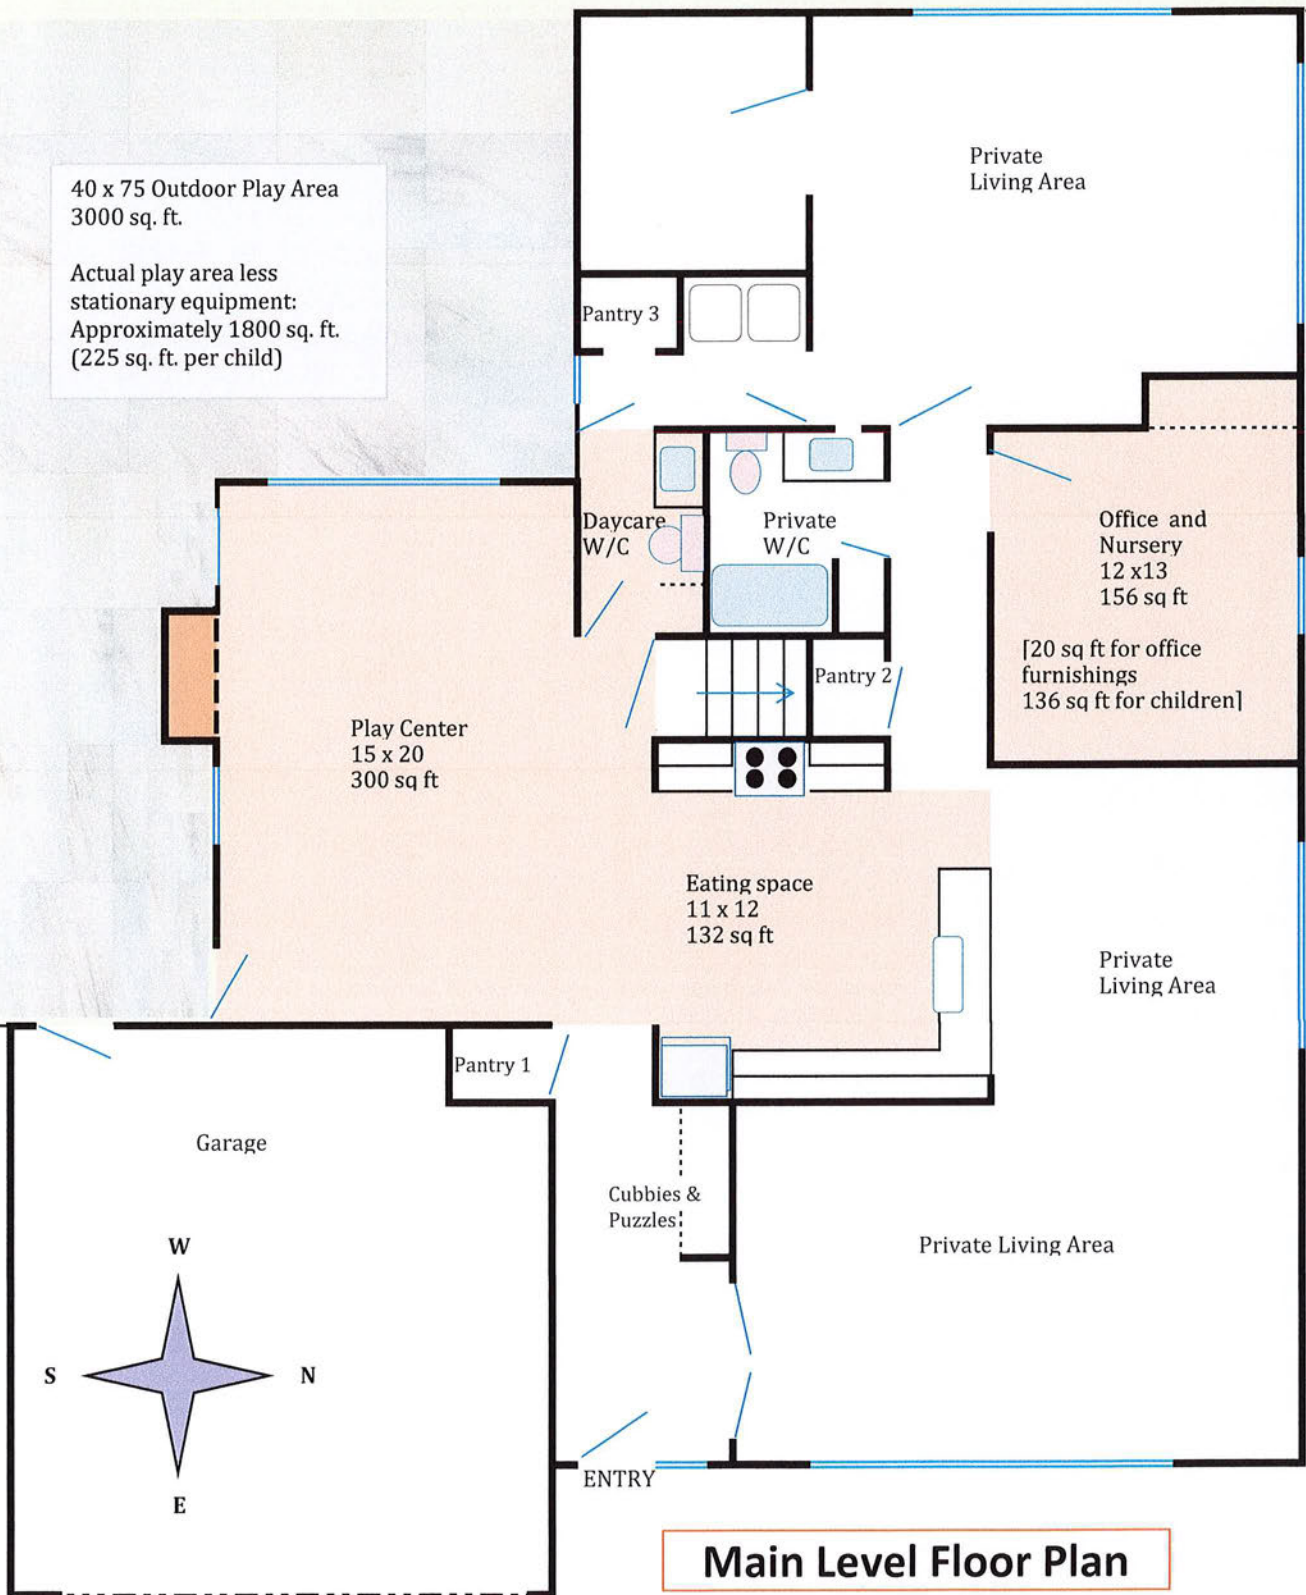 40 x 75 Outdoor Play Area
3000 sq. ft.
Actual play area less
stationary equipment:
Approximately 1800 sq. ft.
(225 sq. ft. per child)
Private
Living Area
Pantry 3
Daycare
W/C
Private
W/C
Office and
Nursery
12 x13
156 sq ft
[20 sq ft for office
furnishings
136 sq ft for children]
Pantry 2
Play Center
15 x 20
300 sq ft
Eating space
11 x 12
132 sq ft
Private
Living Area
Pantry 1
Garage
Cubbies &
Puzzles
Private Living Area
W
S
N
E
ENTRY
Main Level Floor Plan